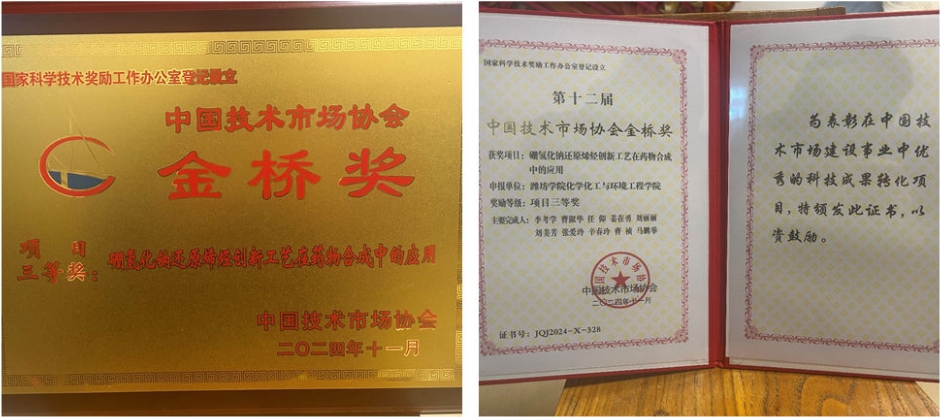 国家科学技术奖励工作办公室登记设立
中国技术市场协会
金桥奖
项目
三等奖：
硼氢化钠还原烯烃创新工艺在药物合成中的应用
中国技术市场协会
二〇二四年十一月
国家科学技术奖励工作办公室登记设立
第十二届
中国技术市场协会金桥奖
获奖项目：硼氢化钠还原烯烃创新工艺在药物合成
中的应用
申报单位：潍坊学院化学化工与环境工程学院
奖励等级：项目三等奖
主要完成人：李考学 曹淑华 任仰 姜在勇 刘丽丽
刘美芳 张爱玲 辛春玲 曹祯 马鹏举
中国技术市场协会
二〇二四年十一月
证书号：JQJ2024-X-328
为表彰在中国技
术市场建设事业中优
秀的科技成果转化项
目，特颁发此证书，以
资鼓励。